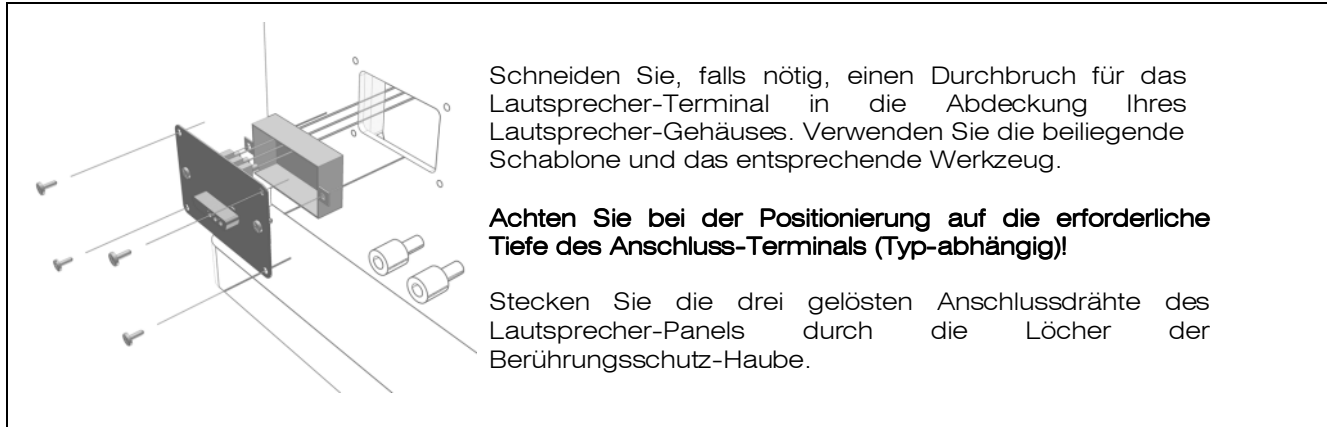 Schneiden Sie, falls nötig, einen Durchbruch für das
Lautsprecher-Terminal in die Abdeckung Ihres
Lautsprecher-Gehäuses. Verwenden Sie die beiliegende
Schablone und das entsprechende Werkzeug.
Achten Sie bei der Positionierung auf die erforderliche
Tiefe des Anschluss-Terminals (Typ-abhängig)!
Stecken Sie die drei gelösten Anschlussdrähte des
Lautsprecher-Panels durch die Löcher der
Berührungsschutz-Haube.